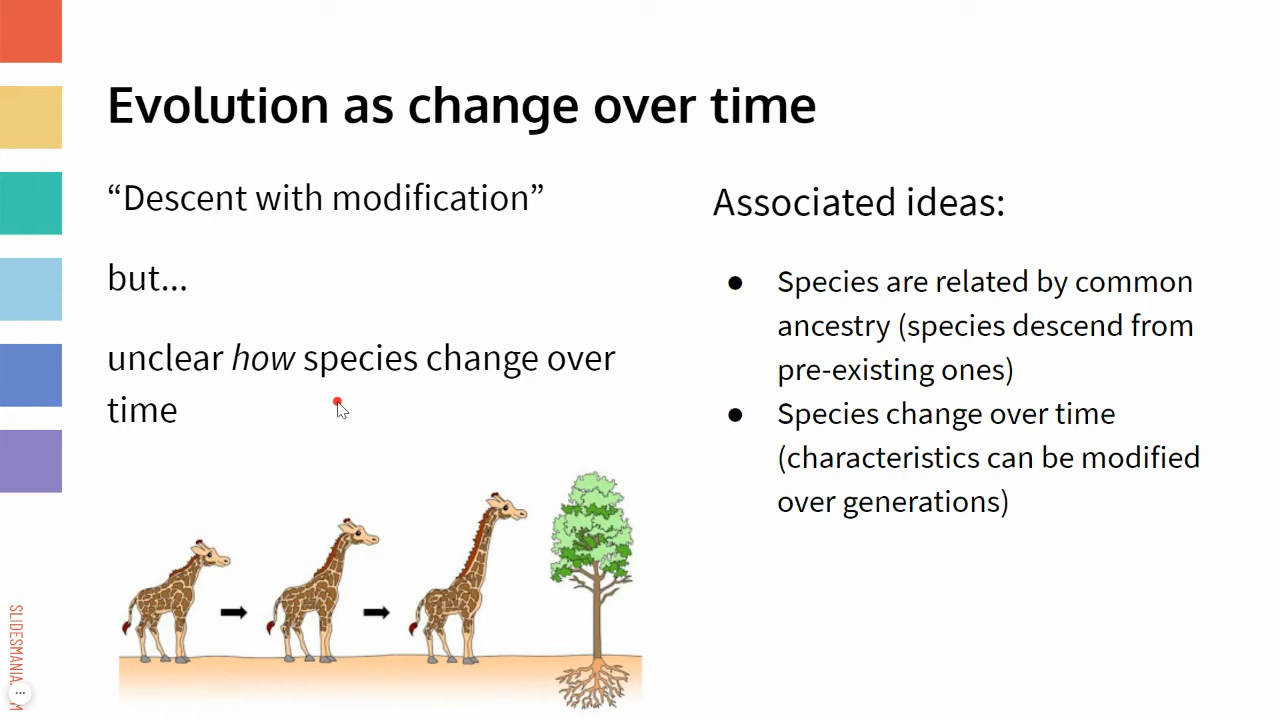 Evolution as change over time
“Descent with modification”
but...
unclear how species change over
time
Associated ideas:
● Species are related by common
ancestry (species descend from
pre-existing ones)
● Species change over time
(characteristics can be modified
over generations)
SLIDESMANIA.